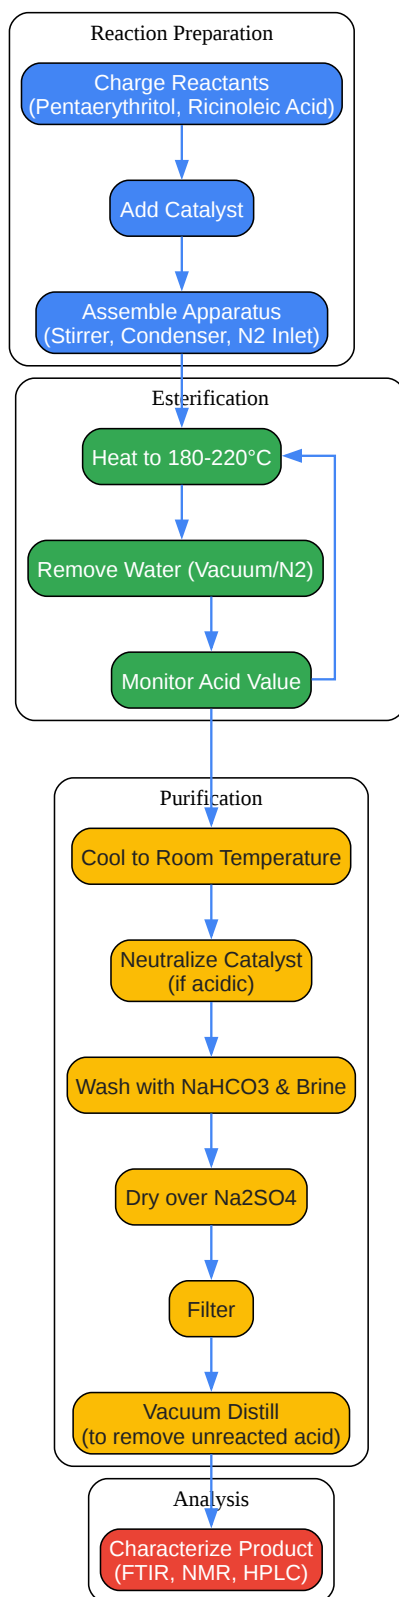 Reaction Preparation
Charge Reactants
(Pentaerythritol, Ricinoleic Acid)
Add Catalyst
Assemble Apparatus
(Stirrer, Condenser, N2 Inlet)
Esterification
Heat to 180-220°C
Remove Water (Vacuum/N2)
Monitor Acid Value
Purification
Cool to Room Temperature
Neutralize Catalyst
(if acidic)
Wash with NaHCO3 & Brine
Dry over Na2SO4
Filter
Vacuum Distill
(to remove unreacted acid)
Analysis
Characterize Product
(FTIR, NMR, HPLC)